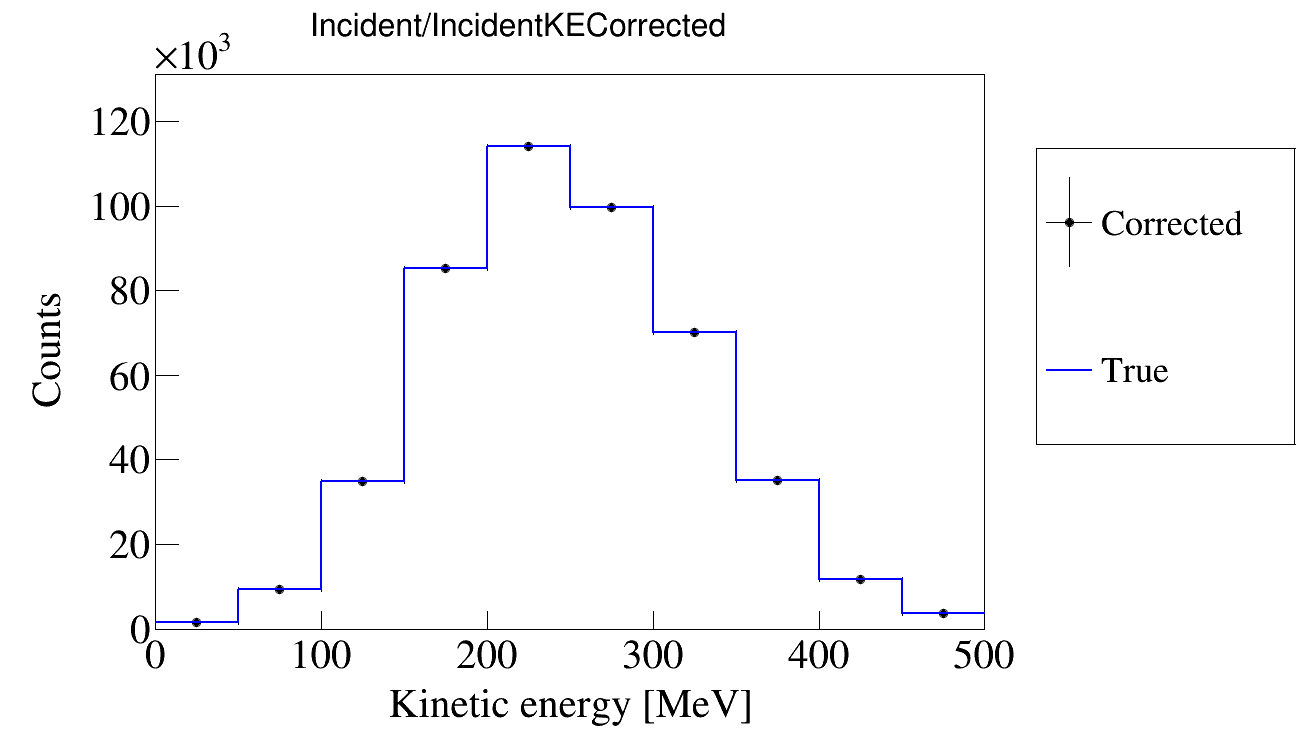 Incident/IncidentKECorrected
×10³
120
100
80
60
40
20
0
0 100 200 300 400 500
Counts
Kinetic energy [MeV]
Corrected
True